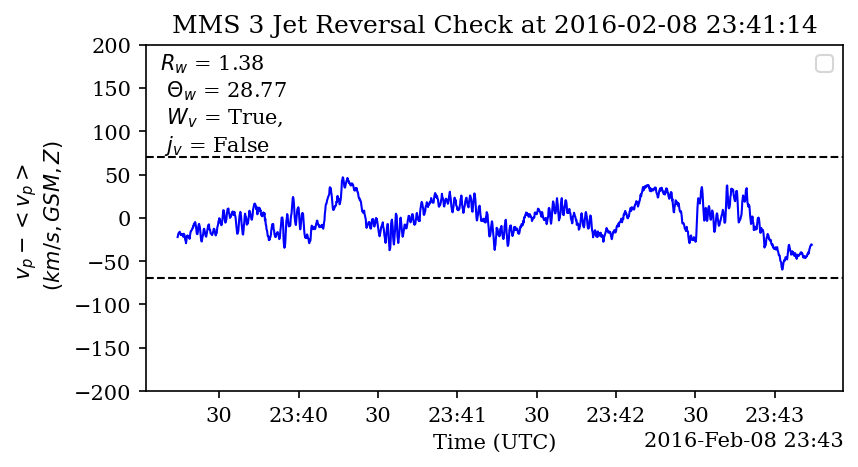 MMS 3 Jet Reversal Check at 2016-02-08 23:41:14
R_w = 1.38
Θ_w = 28.77
W_v = True,
j_v = False
v_p − < v_p >
(km/s, GSM, Z)
200
150
100
50
0
−50
−100
−150
−200
30 23:40 30 23:41 30 23:42 30 23:43
Time (UTC)
2016-Feb-08 23:43